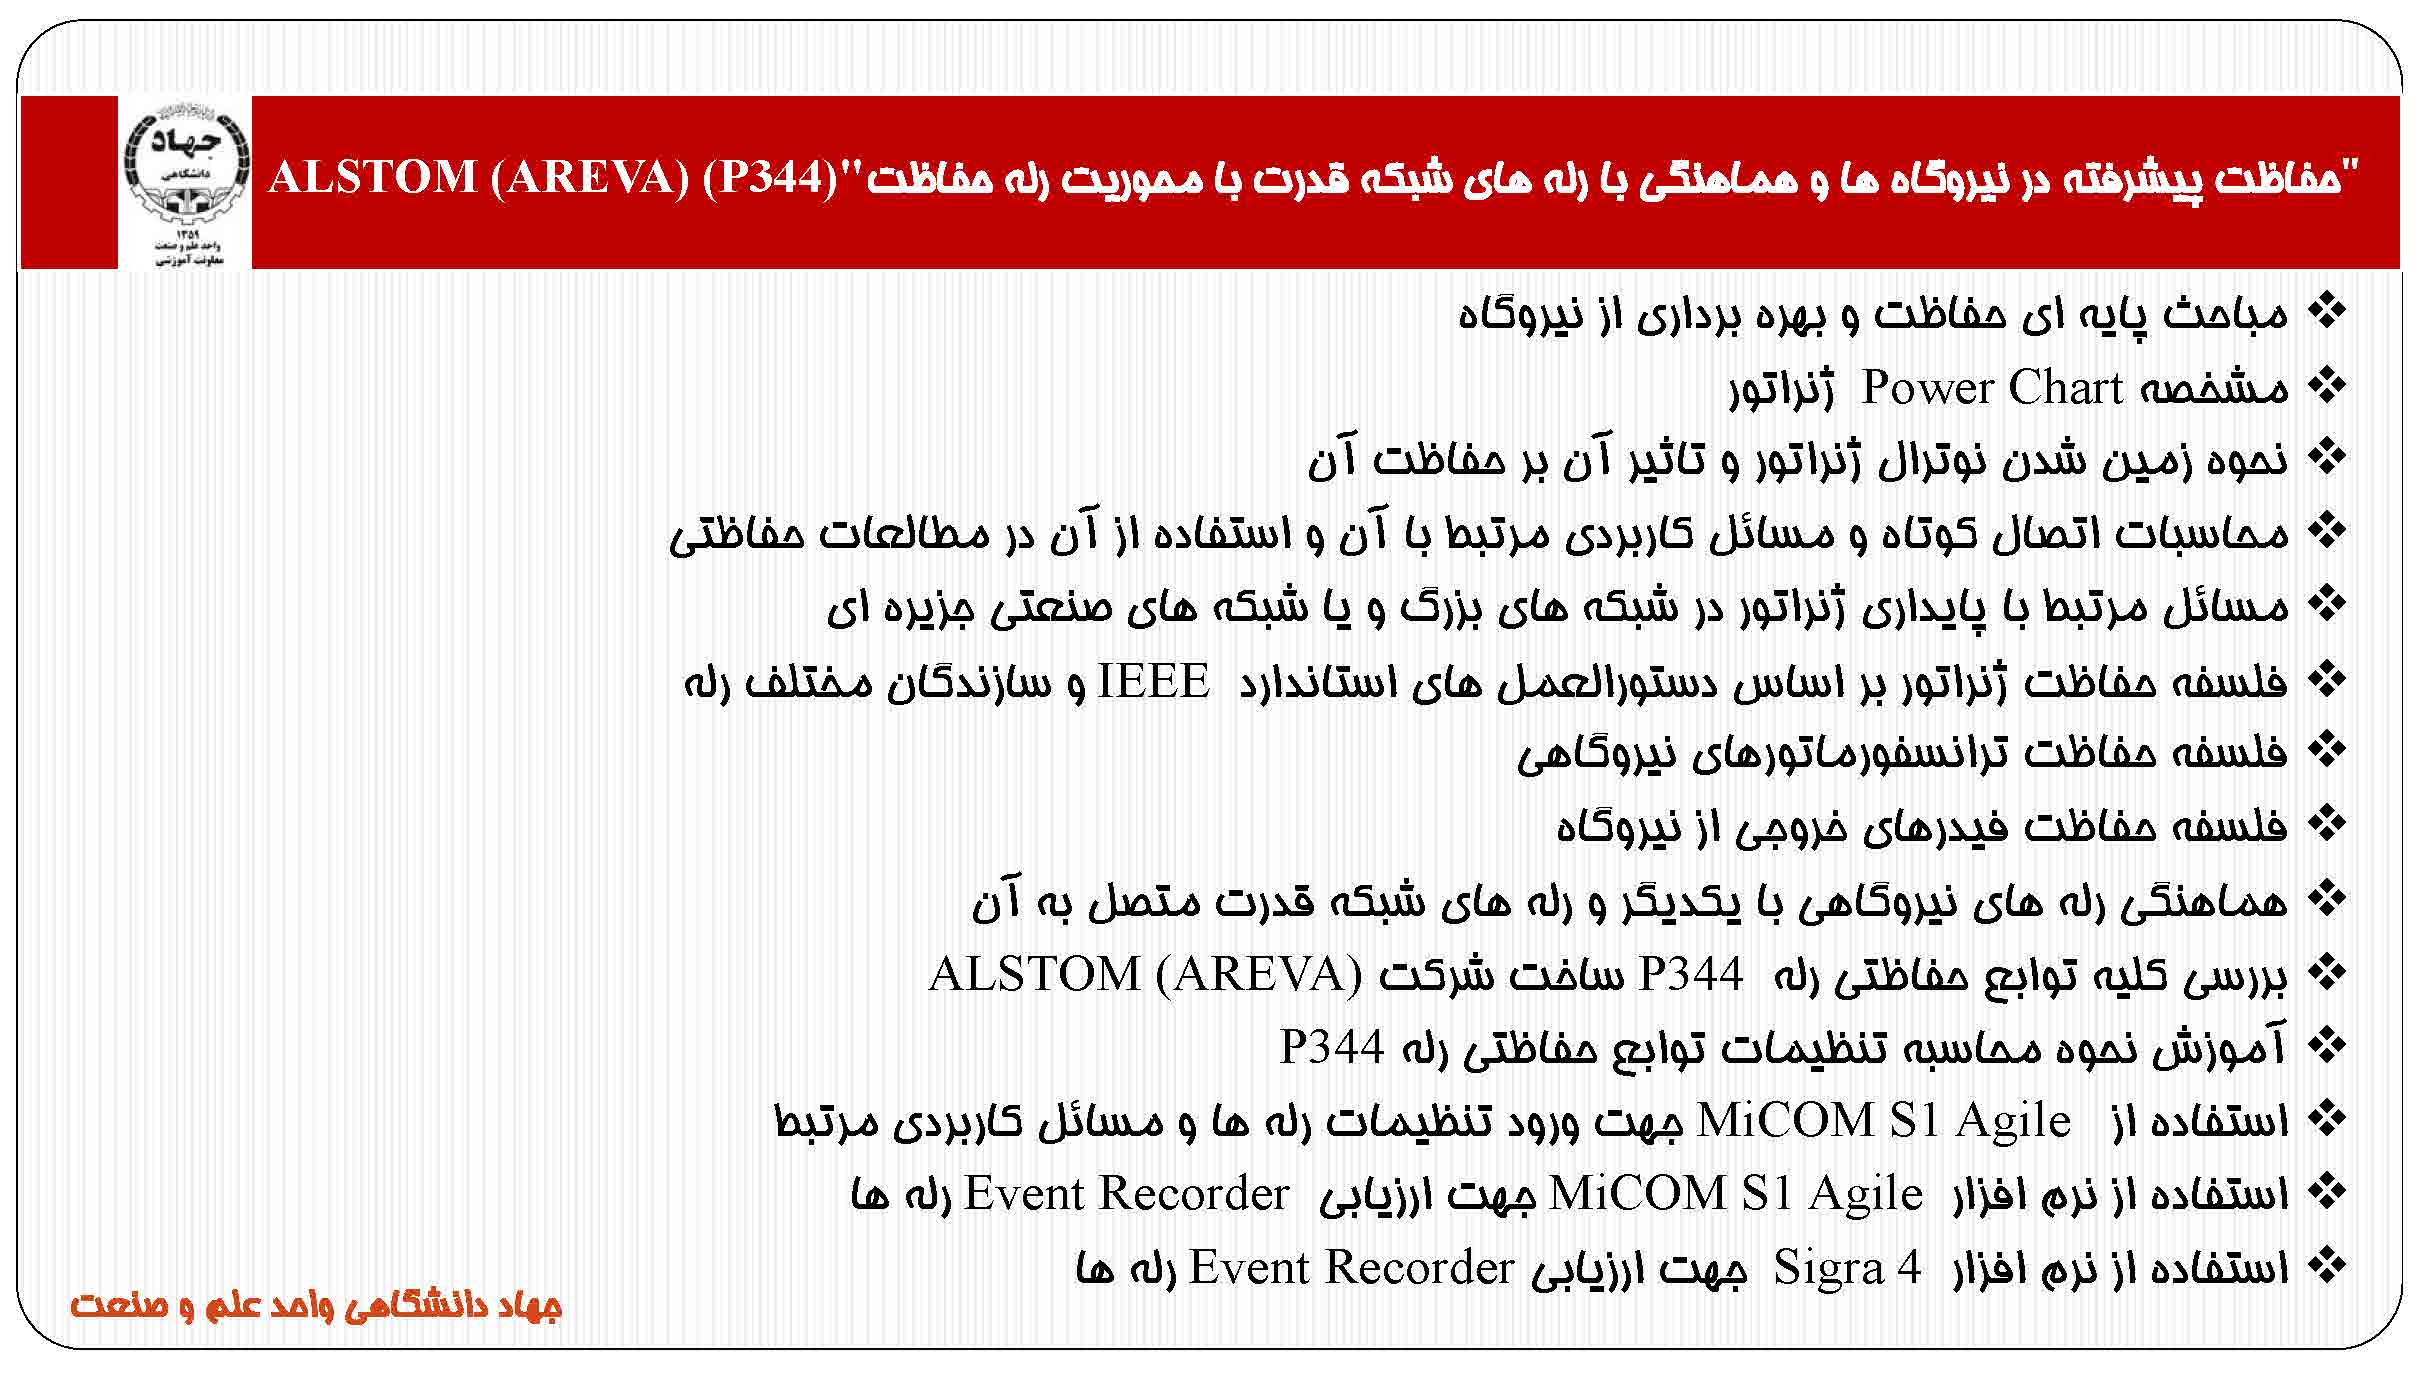 "حفاظت پیشرفته در نیروگاه ها و هماهنگی با رله های شبکه قدرت با محوریت رله حفاظت"ALSTOM (AREVA) (P344)
جهاد
دانشگاهی
۱۳۵۹
واحد علم و صنعت
معاونت آموزشی
❖ مباحث پایه ای حفاظت و بهره برداری از نیروگاه
❖ مشخصه Power Chart ژنراتور
❖ نحوه زمین شدن نوترال ژنراتور و تاثیر آن بر حفاظت آن
❖ محاسبات اتصال کوتاه و مسائل کاربردی مرتبط با آن و استفاده از آن در مطالعات حفاظتی
❖ مسائل مرتبط با پایداری ژنراتور در شبکه های بزرگ و یا شبکه های صنعتی جزیره ای
❖ فلسفه حفاظت ژنراتور بر اساس دستورالعمل های استاندارد IEEE و سازندگان مختلف رله
❖ فلسفه حفاظت ترانسفورماتورهای نیروگاهی
❖ فلسفه حفاظت فیدرهای خروجی از نیروگاه
❖ هماهنگی رله های نیروگاهی با یکدیگر و رله های شبکه قدرت متصل به آن
❖ بررسی کلیه توابع حفاظتی رله P344 ساخت شرکت ALSTOM (AREVA)
❖ آموزش نحوه محاسبه تنظیمات توابع حفاظتی رله P344
❖ استفاده از MiCOM S1 Agile جهت ورود تنظیمات رله ها و مسائل کاربردی مرتبط
❖ استفاده از نرم افزار MiCOM S1 Agile جهت ارزیابی Event Recorder رله ها
❖ استفاده از نرم افزار Sigra 4 جهت ارزیابی Event Recorder رله ها
جهاد دانشگاهی واحد علم و صنعت